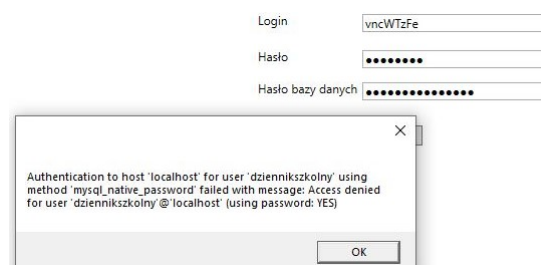 Login
vncWTzFe
Hasło
●●●●●●●●
Hasło bazy danych
●●●●●●●●●●●●●●●
Authentication to host 'localhost' for user 'dziennikszkolny' using
method 'mysql_native_password' failed with message: Access denied
for user 'dziennikszkolny'@'localhost' (using password: YES)
OK